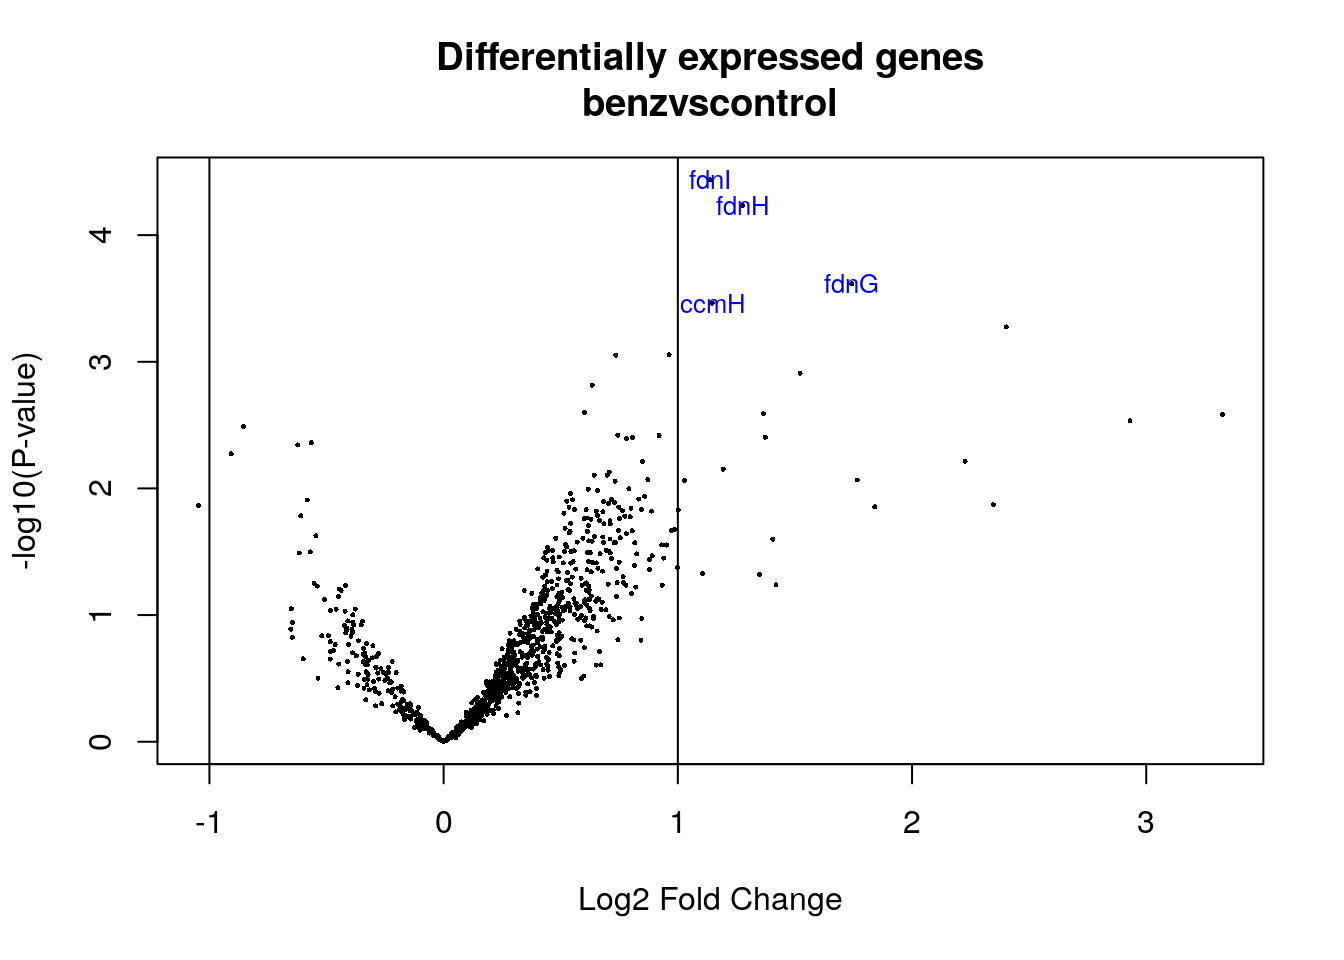 Differentially expressed genes
benzvscontrol
fdnI
fdnH
fdnG
ccmH
4
3
2
1
0
-log10(P-value)
-1 0 1 2 3
Log2 Fold Change